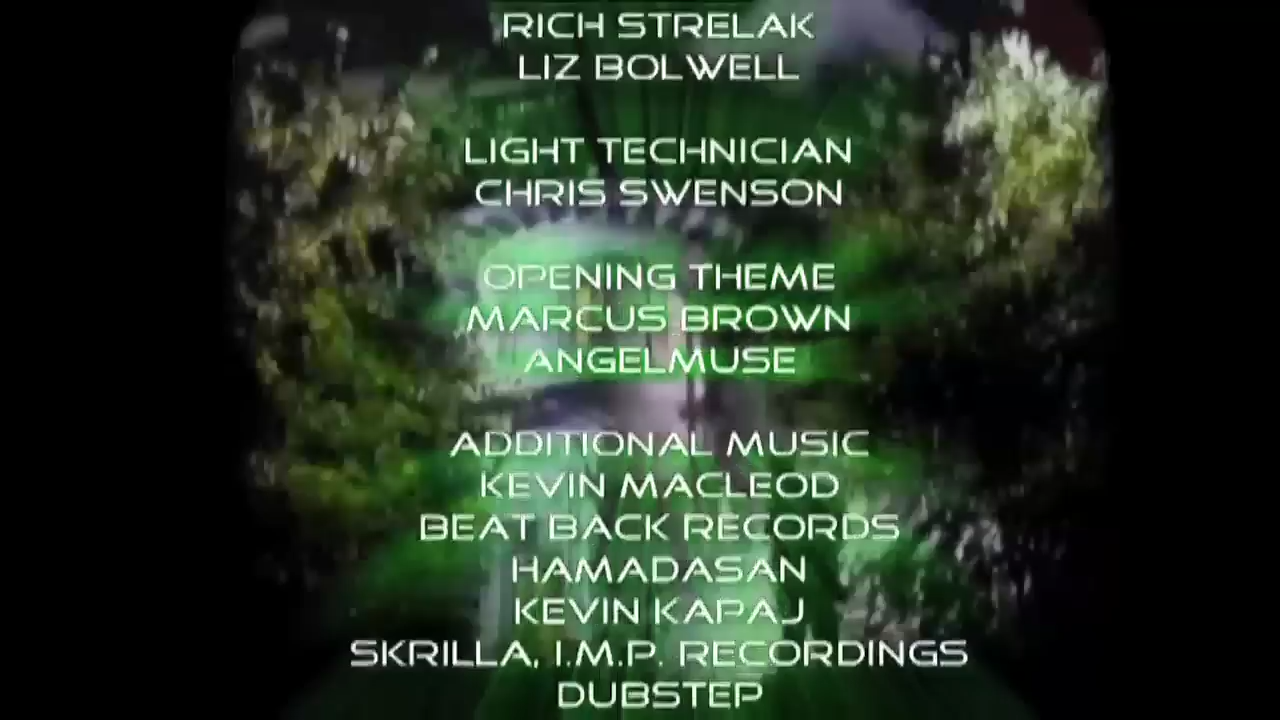 RICH STRELAK
LIZ BOLWELL
LIGHT TECHNICIAN
CHRIS SWENSON
OPENING THEME
MARCUS BROWN
ANGELMUSE
ADDITIONAL MUSIC
KEVIN MACLEOD
BEAT BACK RECORDS
HAMADASAN
KEVIN KAPAJ
SKRILLA, I.M.P. RECORDINGS
DUBSTEP